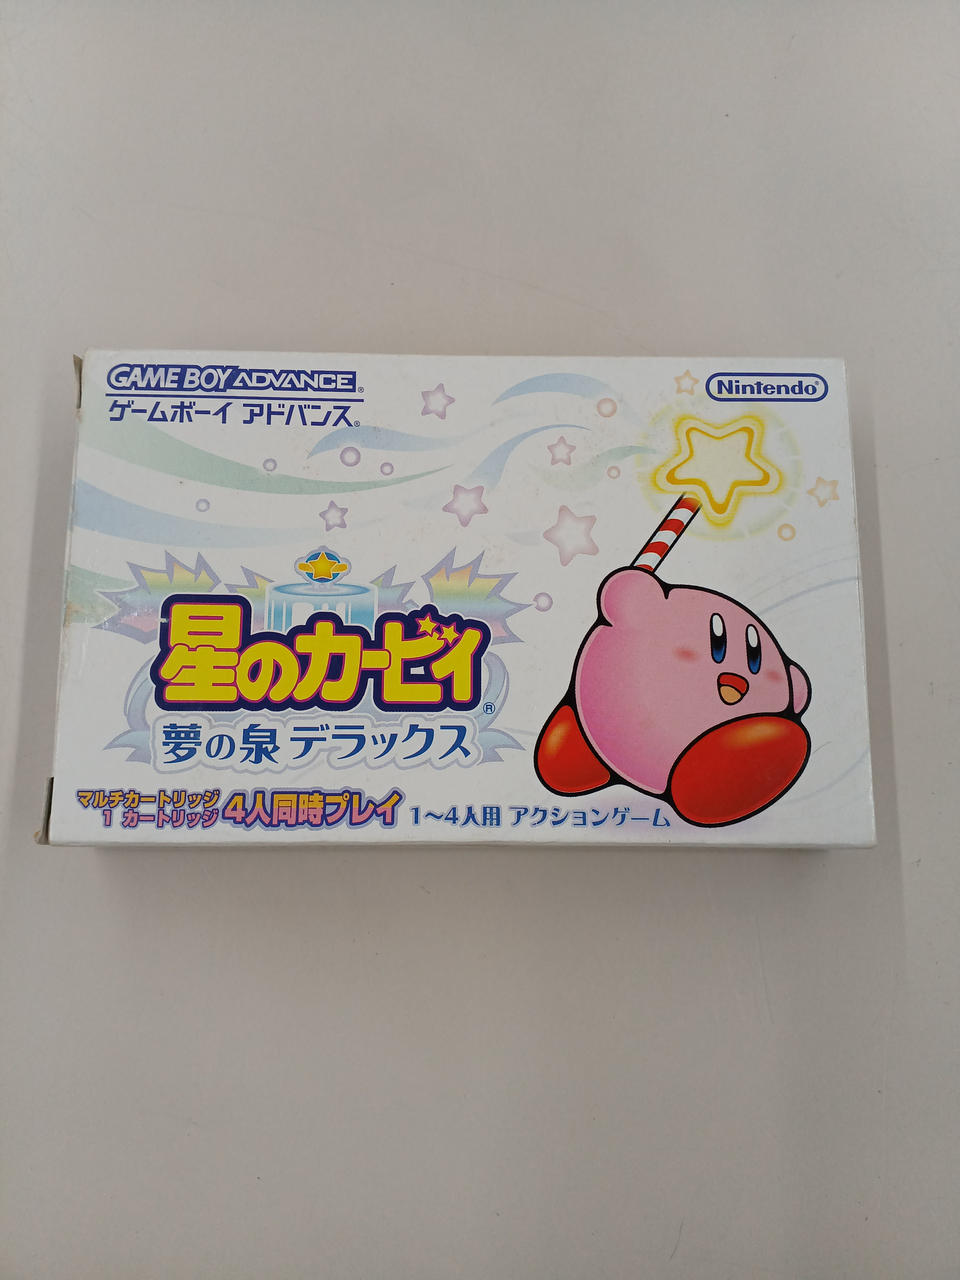 GAME BOY ADVANCE®
ゲームボーイ アドバンス®
Nintendo®
星のカービィ®
夢の泉 デラックス
マルチカートリッジ
1 カートリッジ
4人同時プレイ
1〜4人用 アクションゲーム